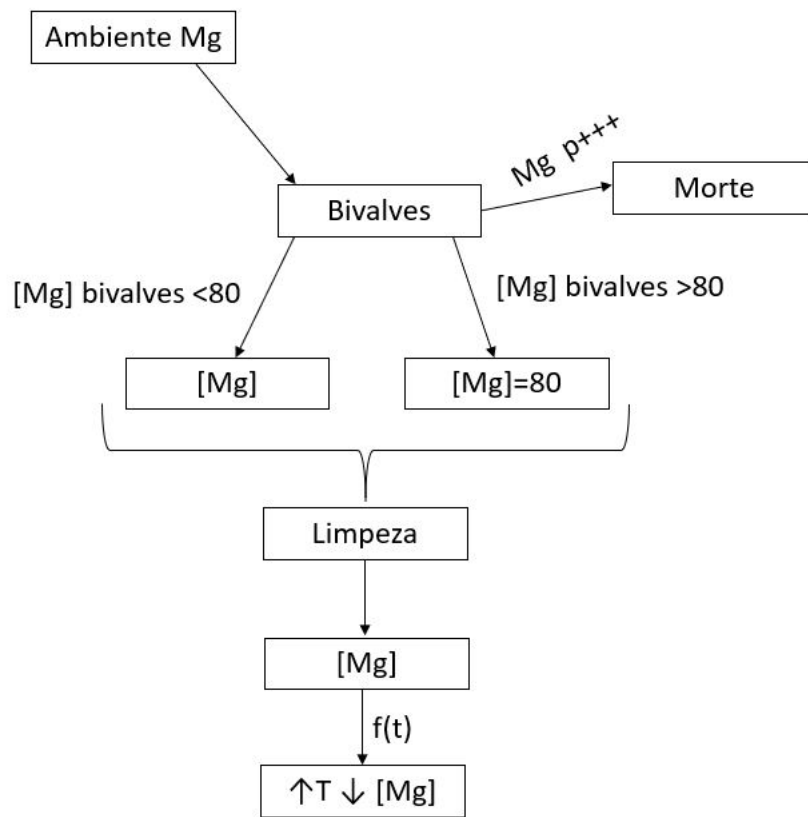 Ambiente Mg
Mg p+++
Bivalves
Morte
[Mg] bivalves <80
[Mg] bivalves >80
[Mg]
[Mg]=80
Limpeza
[Mg]
f(t)
↑T ↓ [Mg]